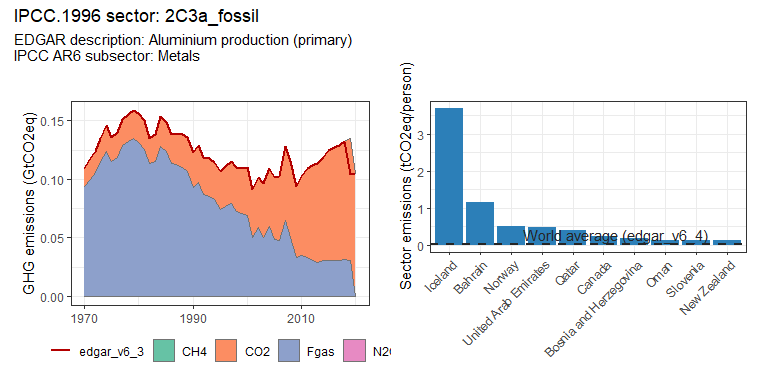 IPCC.1996 sector: 2C3a_fossil
EDGAR description: Aluminium production (primary)
IPCC AR6 subsector: Metals
GHG emissions (GtCO2eq)
0.15
0.10
0.05
0.00
1970
1990
2010
edgar_v6_3
CH4
CO2
Fgas
N2
Sector emissions (tCO2eq/person)
3
2
1
0
World average (edgar_v6_4)
Iceland
Bahrain
Norway
United Arab Emirates
Qatar
Canada
Bosnia and Herzegovina
Oman
Slovenia
New Zealand